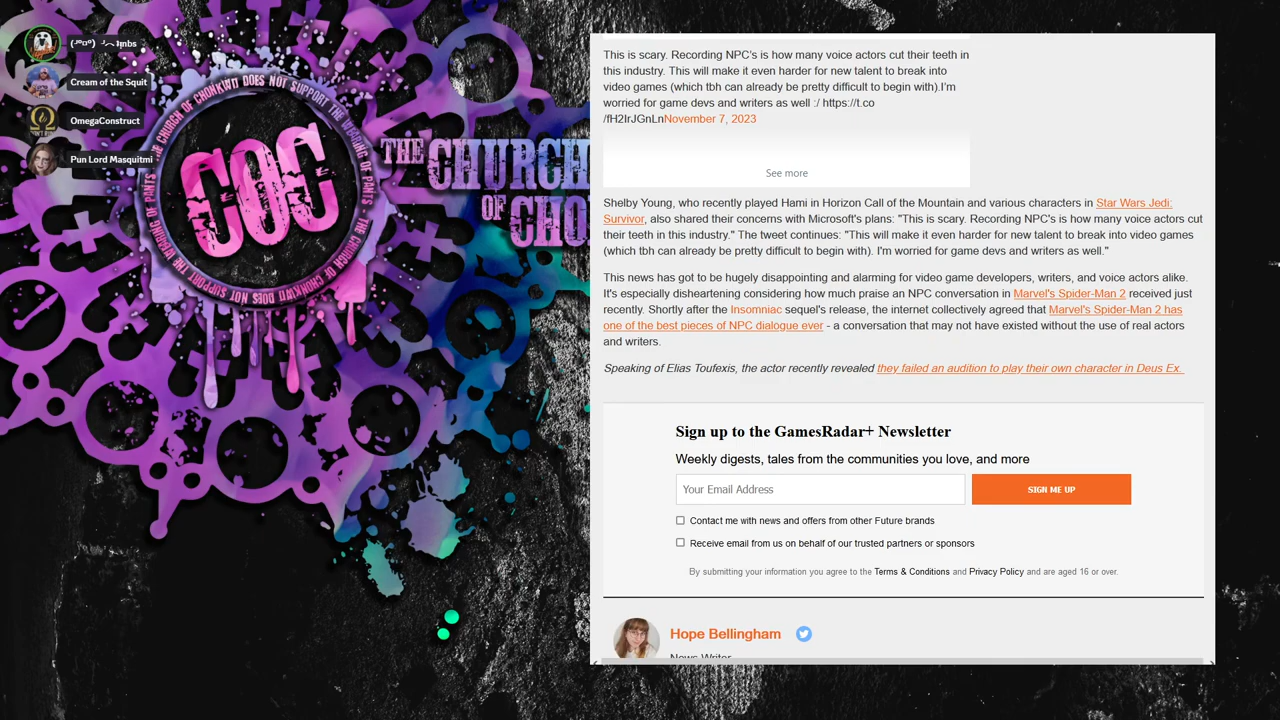 hɱbs
Cream of the Squit
OmegaConstruct
Pun Lord Masquitmi
THE CHURCH OF CHONKWII DOES NOT SUPPORT THE WEARING OF PANTS
COC
THE CHURCH
OF CHO
This is scary. Recording NPC's is how many voice actors cut their teeth in
this industry. This will make it even harder for new talent to break into
video games (which tbh can already be pretty difficult to begin with).I'm
worried for game devs and writers as well :/ https://t.co
/fH2IrJGnLnNovember 7, 2023
See more
Shelby Young, who recently played Hami in Horizon Call of the Mountain and various characters in Star Wars Jedi:
Survivor, also shared their concerns with Microsoft's plans: "This is scary. Recording NPC's is how many voice actors cut
their teeth in this industry." The tweet continues: "This will make it even harder for new talent to break into video games
(which tbh can already be pretty difficult to begin with). I'm worried for game devs and writers as well."
This news has got to be hugely disappointing and alarming for video game developers, writers, and voice actors alike.
It's especially disheartening considering how much praise an NPC conversation in Marvel's Spider-Man 2 received just
recently. Shortly after the Insomniac sequel's release, the internet collectively agreed that Marvel's Spider-Man 2 has
one of the best pieces of NPC dialogue ever - a conversation that may not have existed without the use of real actors
and writers.
Speaking of Elias Toufexis, the actor recently revealed they failed an audition to play their own character in Deus Ex.
Sign up to the GamesRadar+ Newsletter
Weekly digests, tales from the communities you love, and more
Your Email Address
SIGN ME UP
Contact me with news and offers from other Future brands
Receive email from us on behalf of our trusted partners or sponsors
By submitting your information you agree to the Terms & Conditions and Privacy Policy and are aged 16 or over.
Hope Bellingham
News Writer